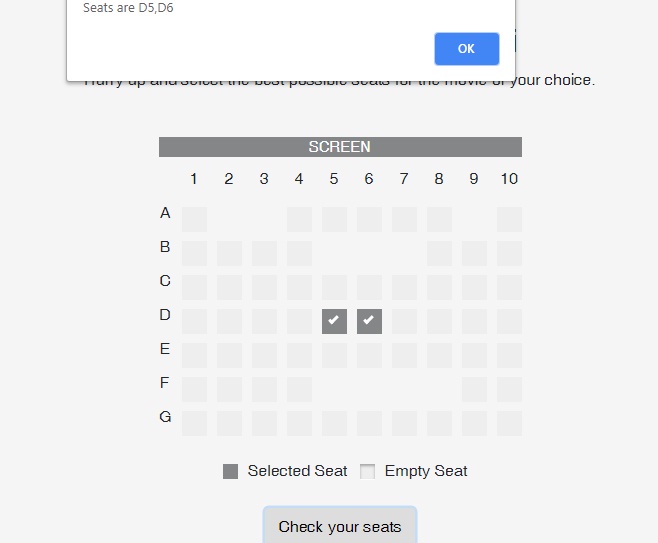 Seats are D5,D6
OK
Hurry up and select the best possible seats for the movie of your choice.
SCREEN
1 2 3 4 5 6 7 8 9 10
A
B
C
D
E
F
G
Selected Seat Empty Seat
Check your seats